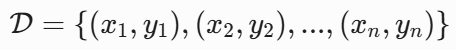 𝒟 = {(x₁, y₁), (x₂, y₂), ..., (xₙ, yₙ)}